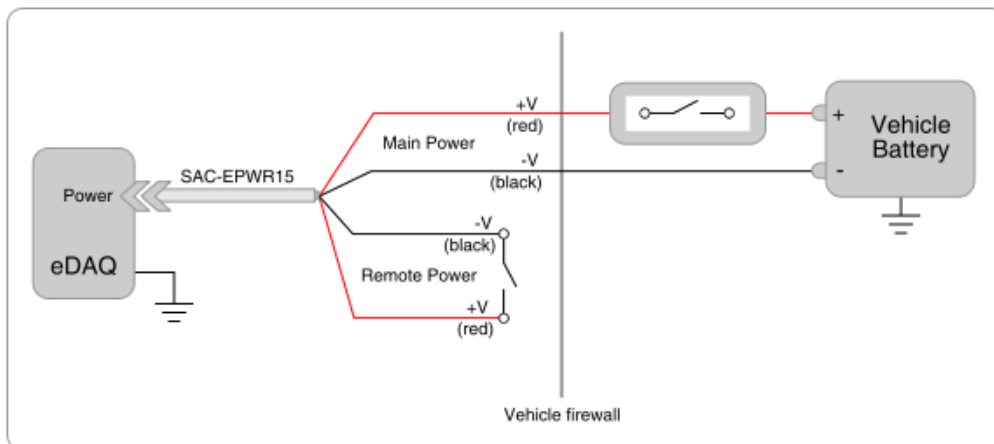 Power
eDAQ
SAC-EPWR15
+V
(red)
Main Power
-V
(black)
-V
(black)
Remote Power
+V
(red)
Vehicle firewall
+
Vehicle
Battery
-